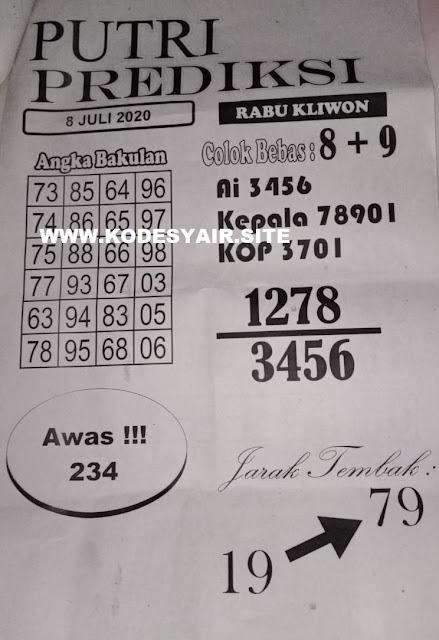 PUTRI
PREDIKSI
8 JULI 2020
RABU KLIWON
Angka Bakulan
73 85 64 96
74 86 65 97
75 88 66 98
77 93 67 03
63 94 83 05
78 95 68 06
Colok Bebas : 8 + 9
Ai 3456
Kepala 78901
KOP 3701
WWW.KODESYAIR.SITE
1278
3456
Awas !!!
234
Jarak Tembak :
19
79